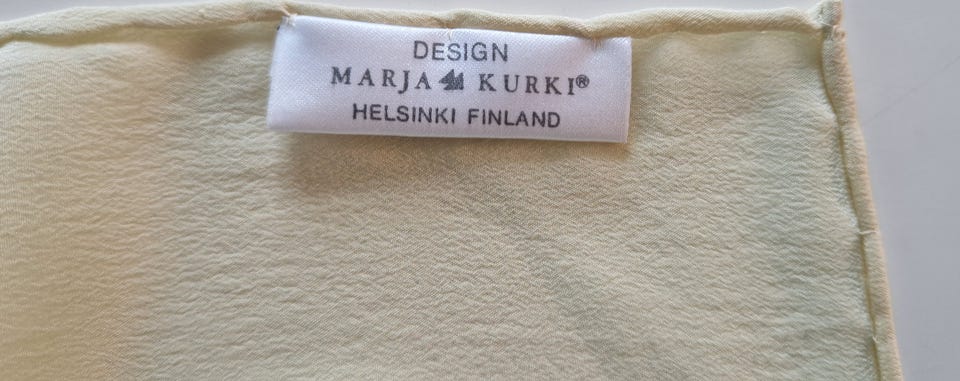 DESIGN
MARJA KURKI®
HELSINKI FINLAND